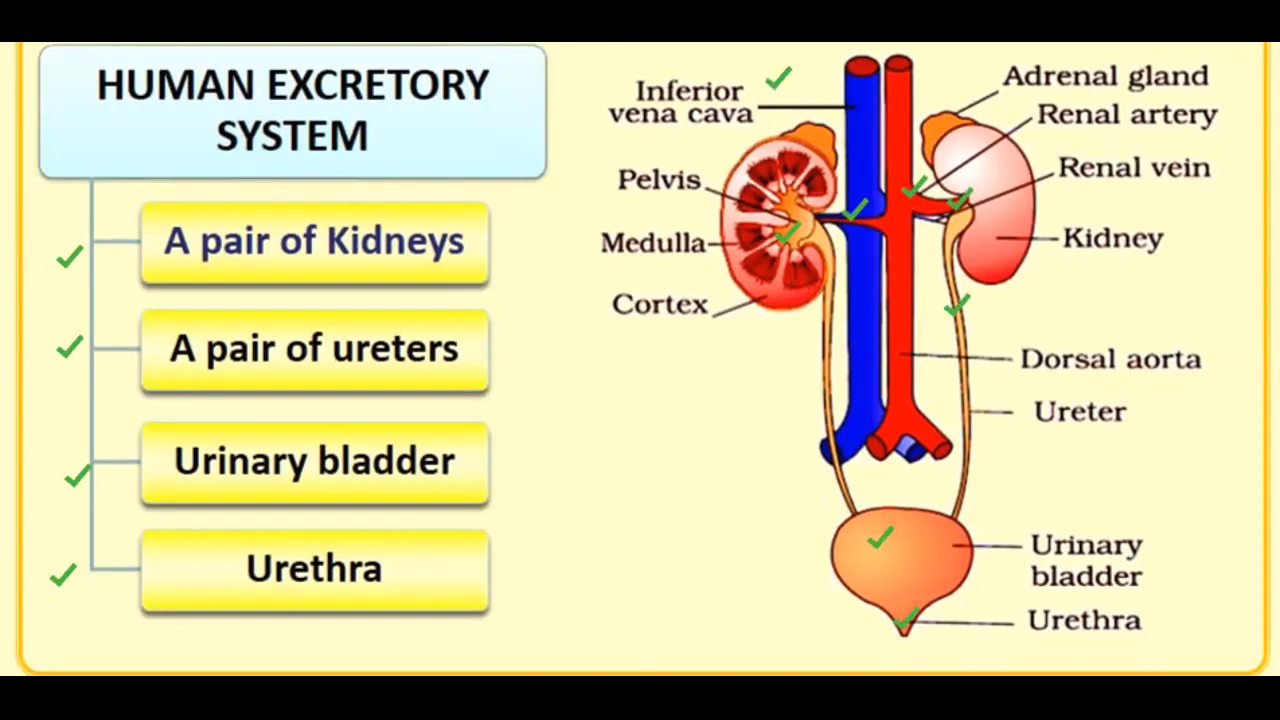 HUMAN EXCRETORY
SYSTEM
A pair of Kidneys
A pair of ureters
Urinary bladder
Urethra
Inferior
vena cava
Pelvis
Medulla
Cortex
Adrenal gland
Renal artery
Renal vein
Kidney
Dorsal aorta
Ureter
Urinary
bladder
Urethra